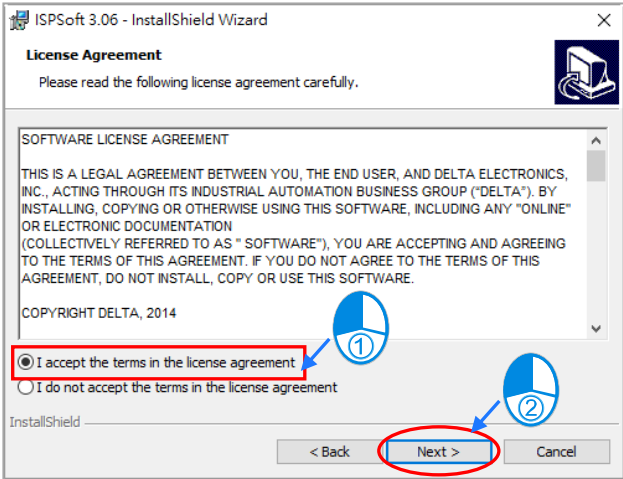 ISPSoft 3.06 - InstallShield Wizard
License Agreement
Please read the following license agreement carefully.
SOFTWARE LICENSE AGREEMENT
THIS IS A LEGAL AGREEMENT BETWEEN YOU, THE END USER, AND DELTA ELECTRONICS,
INC., ACTING THROUGH ITS INDUSTRIAL AUTOMATION BUSINESS GROUP ("DELTA"). BY
INSTALLING, COPYING OR OTHERWISE USING THIS SOFTWARE, INCLUDING ANY "ONLINE"
OR ELECTRONIC DOCUMENTATION
(COLLECTIVELY REFERRED TO AS " SOFTWARE"), YOU ARE ACCEPTING AND AGREEING
TO THE TERMS OF THIS AGREEMENT. IF YOU DO NOT AGREE TO THE TERMS OF THIS
AGREEMENT, DO NOT INSTALL, COPY OR USE THIS SOFTWARE.
COPYRIGHT DELTA, 2014
I accept the terms in the license agreement
①
I do not accept the terms in the license agreement
②
InstallShield
< Back Next > Cancel